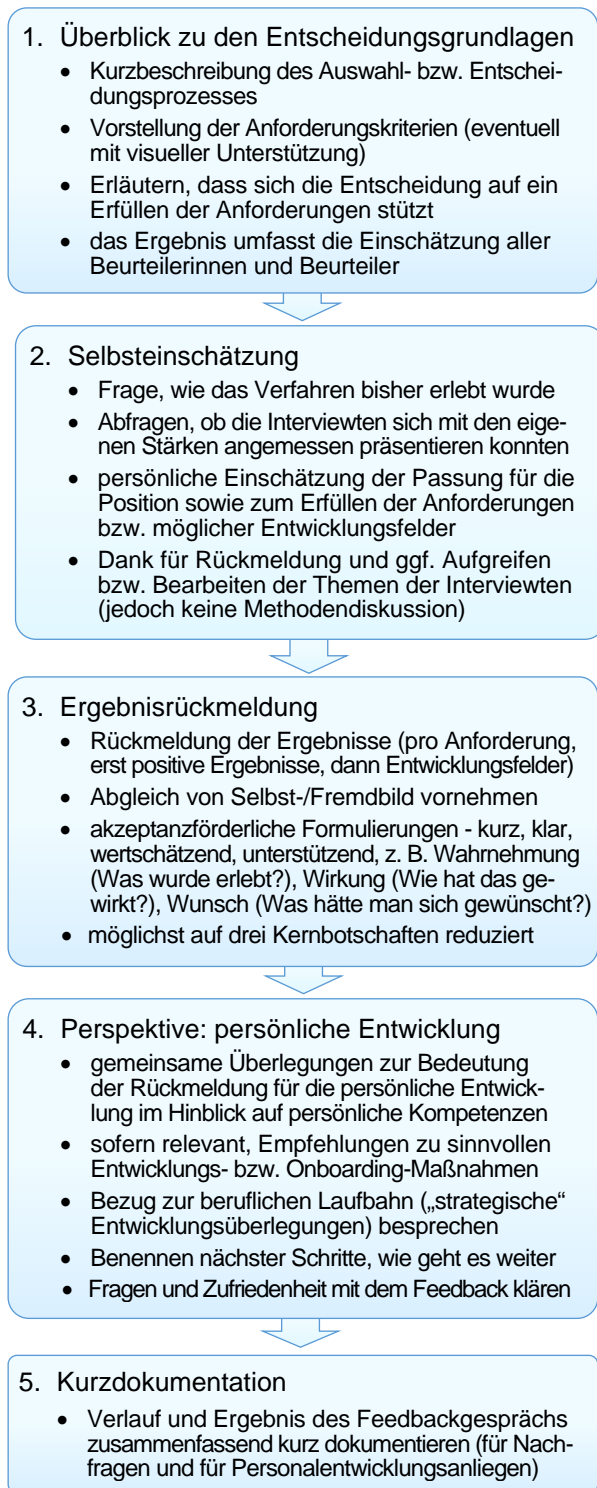 1. Überblick zu den Entscheidungsgrundlagen
• Kurzbeschreibung des Auswahl- bzw. Entschei-
dungsprozesses
• Vorstellung der Anforderungskriterien (eventuell
mit visueller Unterstützung)
• Erläutern, dass sich die Entscheidung auf ein
Erfüllen der Anforderungen stützt
• das Ergebnis umfasst die Einschätzung aller
Beurteilerinnen und Beurteiler
2. Selbsteinschätzung
• Frage, wie das Verfahren bisher erlebt wurde
• Abfragen, ob die Interviewten sich mit den eige-
nen Stärken angemessen präsentieren konnten
• persönliche Einschätzung der Passung für die
Position sowie zum Erfüllen der Anforderungen
bzw. möglicher Entwicklungsfelder
• Dank für Rückmeldung und ggf. Aufgreifen
bzw. Bearbeiten der Themen der Interviewten
(jedoch keine Methodendiskussion)
3. Ergebnisrückmeldung
• Rückmeldung der Ergebnisse (pro Anforderung,
erst positive Ergebnisse, dann Entwicklungsfelder)
• Abgleich von Selbst-/Fremdbild vornehmen
• akzeptanzförderliche Formulierungen - kurz, klar,
wertschätzend, unterstützend, z. B. Wahrnehmung
(Was wurde erlebt?), Wirkung (Wie hat das ge-
wirkt?), Wunsch (Was hätte man sich gewünscht?)
• möglichst auf drei Kernbotschaften reduziert
4. Perspektive: persönliche Entwicklung
• gemeinsame Überlegungen zur Bedeutung
der Rückmeldung für die persönliche Entwick-
lung im Hinblick auf persönliche Kompetenzen
• sofern relevant, Empfehlungen zu sinnvollen
Entwicklungs- bzw. Onboarding-Maßnahmen
• Bezug zur beruflichen Laufbahn („strategische“
Entwicklungsüberlegungen) besprechen
• Benennen nächster Schritte, wie geht es weiter
• Fragen und Zufriedenheit mit dem Feedback klären
5. Kurzdokumentation
• Verlauf und Ergebnis des Feedbackgesprächs
zusammenfassend kurz dokumentieren (für Nach-
fragen und für Personalentwicklungsanliegen)